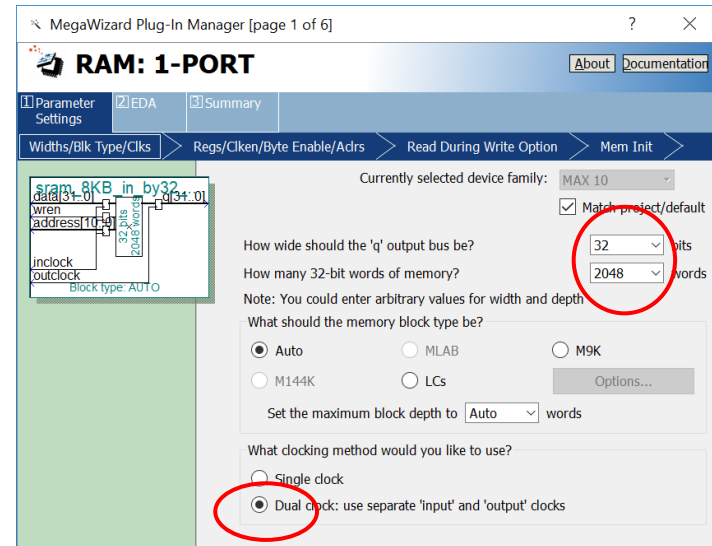 MegaWizard Plug-In Manager [page 1 of 6] ?
RAM: 1-PORT
About Documentation
1 Parameter Settings 2 EDA 3 Summary
Widths/Blk Type/Clks Regs/Clken/Byte Enable/Aclrs Read During Write Option Mem Init
sram_8KB_in_by32
data[31..0] q[31..0]
wren
address[10..0]
32 bits
2048 words
inclock
outclock
Block type: AUTO
Currently selected device family: MAX 10
Match project/default
How wide should the 'q' output bus be? 32 bits
How many 32-bit words of memory? 2048 words
Note: You could enter arbitrary values for width and depth
What should the memory block type be?
Auto MLAB M9K
M144K LCs Options...
Set the maximum block depth to Auto words
What clocking method would you like to use?
Single clock
Dual clock: use separate 'input' and 'output' clocks